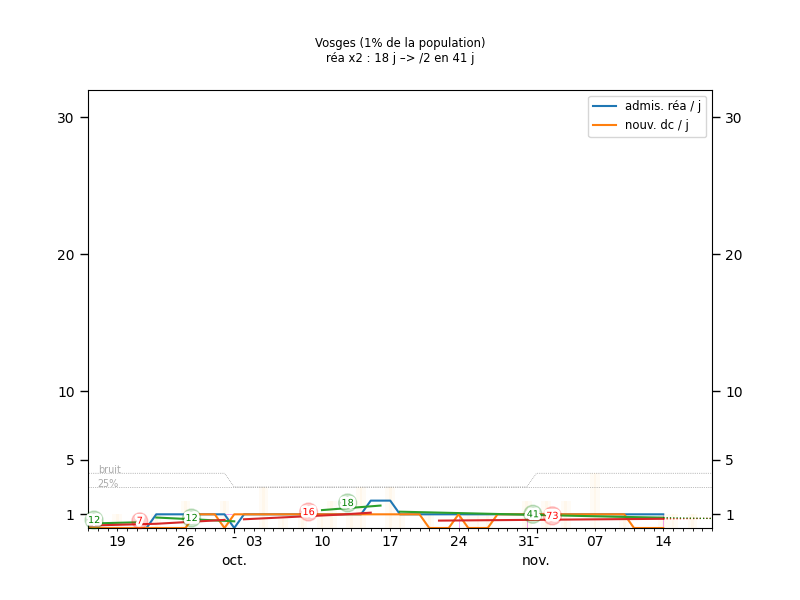 Vosges (1% de la population)
réa x2 : 18 j –> /2 en 41 j
admis. réa / j
nouv. dc / j
30 30
20 20
10 10
5 5
bruit
25%
1 1
12 7 12 16 18 41 73
19 26 - 03 10 17 24 31- 07 14
oct. nov.